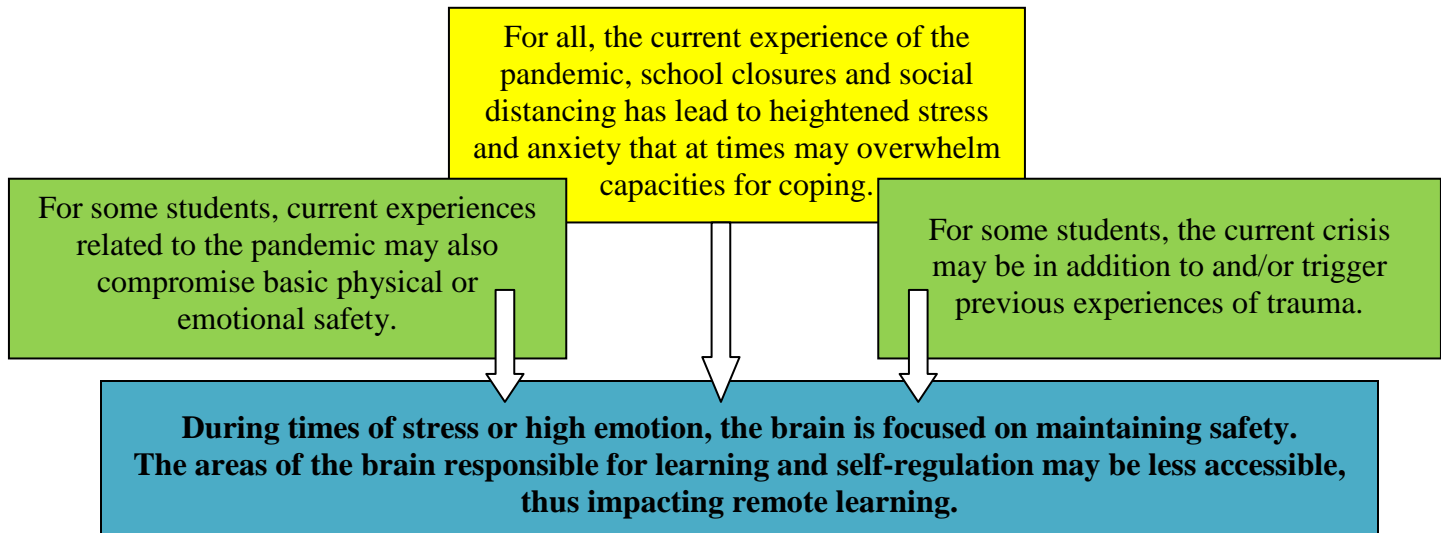 For all, the current experience of the
pandemic, school closures and social
distancing has lead to heightened stress
and anxiety that at times may overwhelm
capacities for coping.
For some students, current experiences
related to the pandemic may also
compromise basic physical or
emotional safety.
For some students, the current crisis
may be in addition to and/or trigger
previous experiences of trauma.
During times of stress or high emotion, the brain is focused on maintaining safety.
The areas of the brain responsible for learning and self-regulation may be less accessible,
thus impacting remote learning.